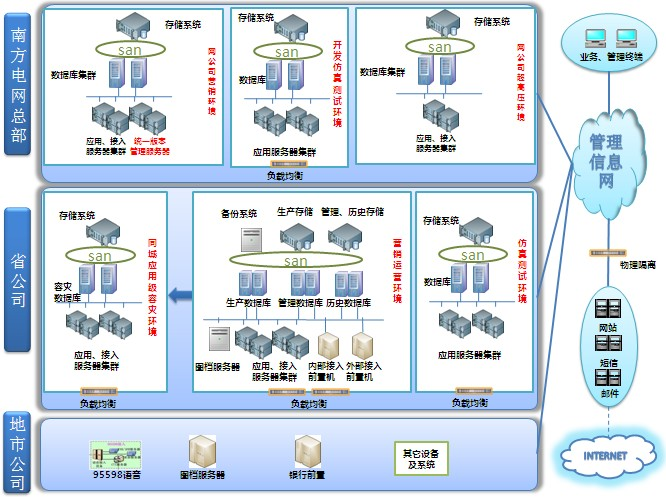 南方电网总部
存储系统
san
数据库集群
应用、接入
服务器集群
统一版本
管理服务器
网公司营销环境
存储系统
san
数据库
应用服务器集群
开发仿真测试环境
存储系统
san
数据库集群
应用、接入
服务器集群
网公司超高压环境
负载均衡
省公司
存储系统
san
容灾
数据库
应用、接入
服务器集群
同城应用级容灾环境
负载均衡
备份系统
生产存储
管理、历史存储
san
生产数据库
管理数据库
历史数据库
图档服务器
应用、接入
服务器集群
内部接入
前置机
外部接入
前置机
营销运营环境
负载均衡
存储系统
san
数据库
应用服务器集群
仿真测试环境
负载均衡
地市公司
95598语言
图档服务器
银行前置
其它设备
及系统
业务、管理终端
管理
信息
网
物理隔离
网站
短信
邮件
INTERNET